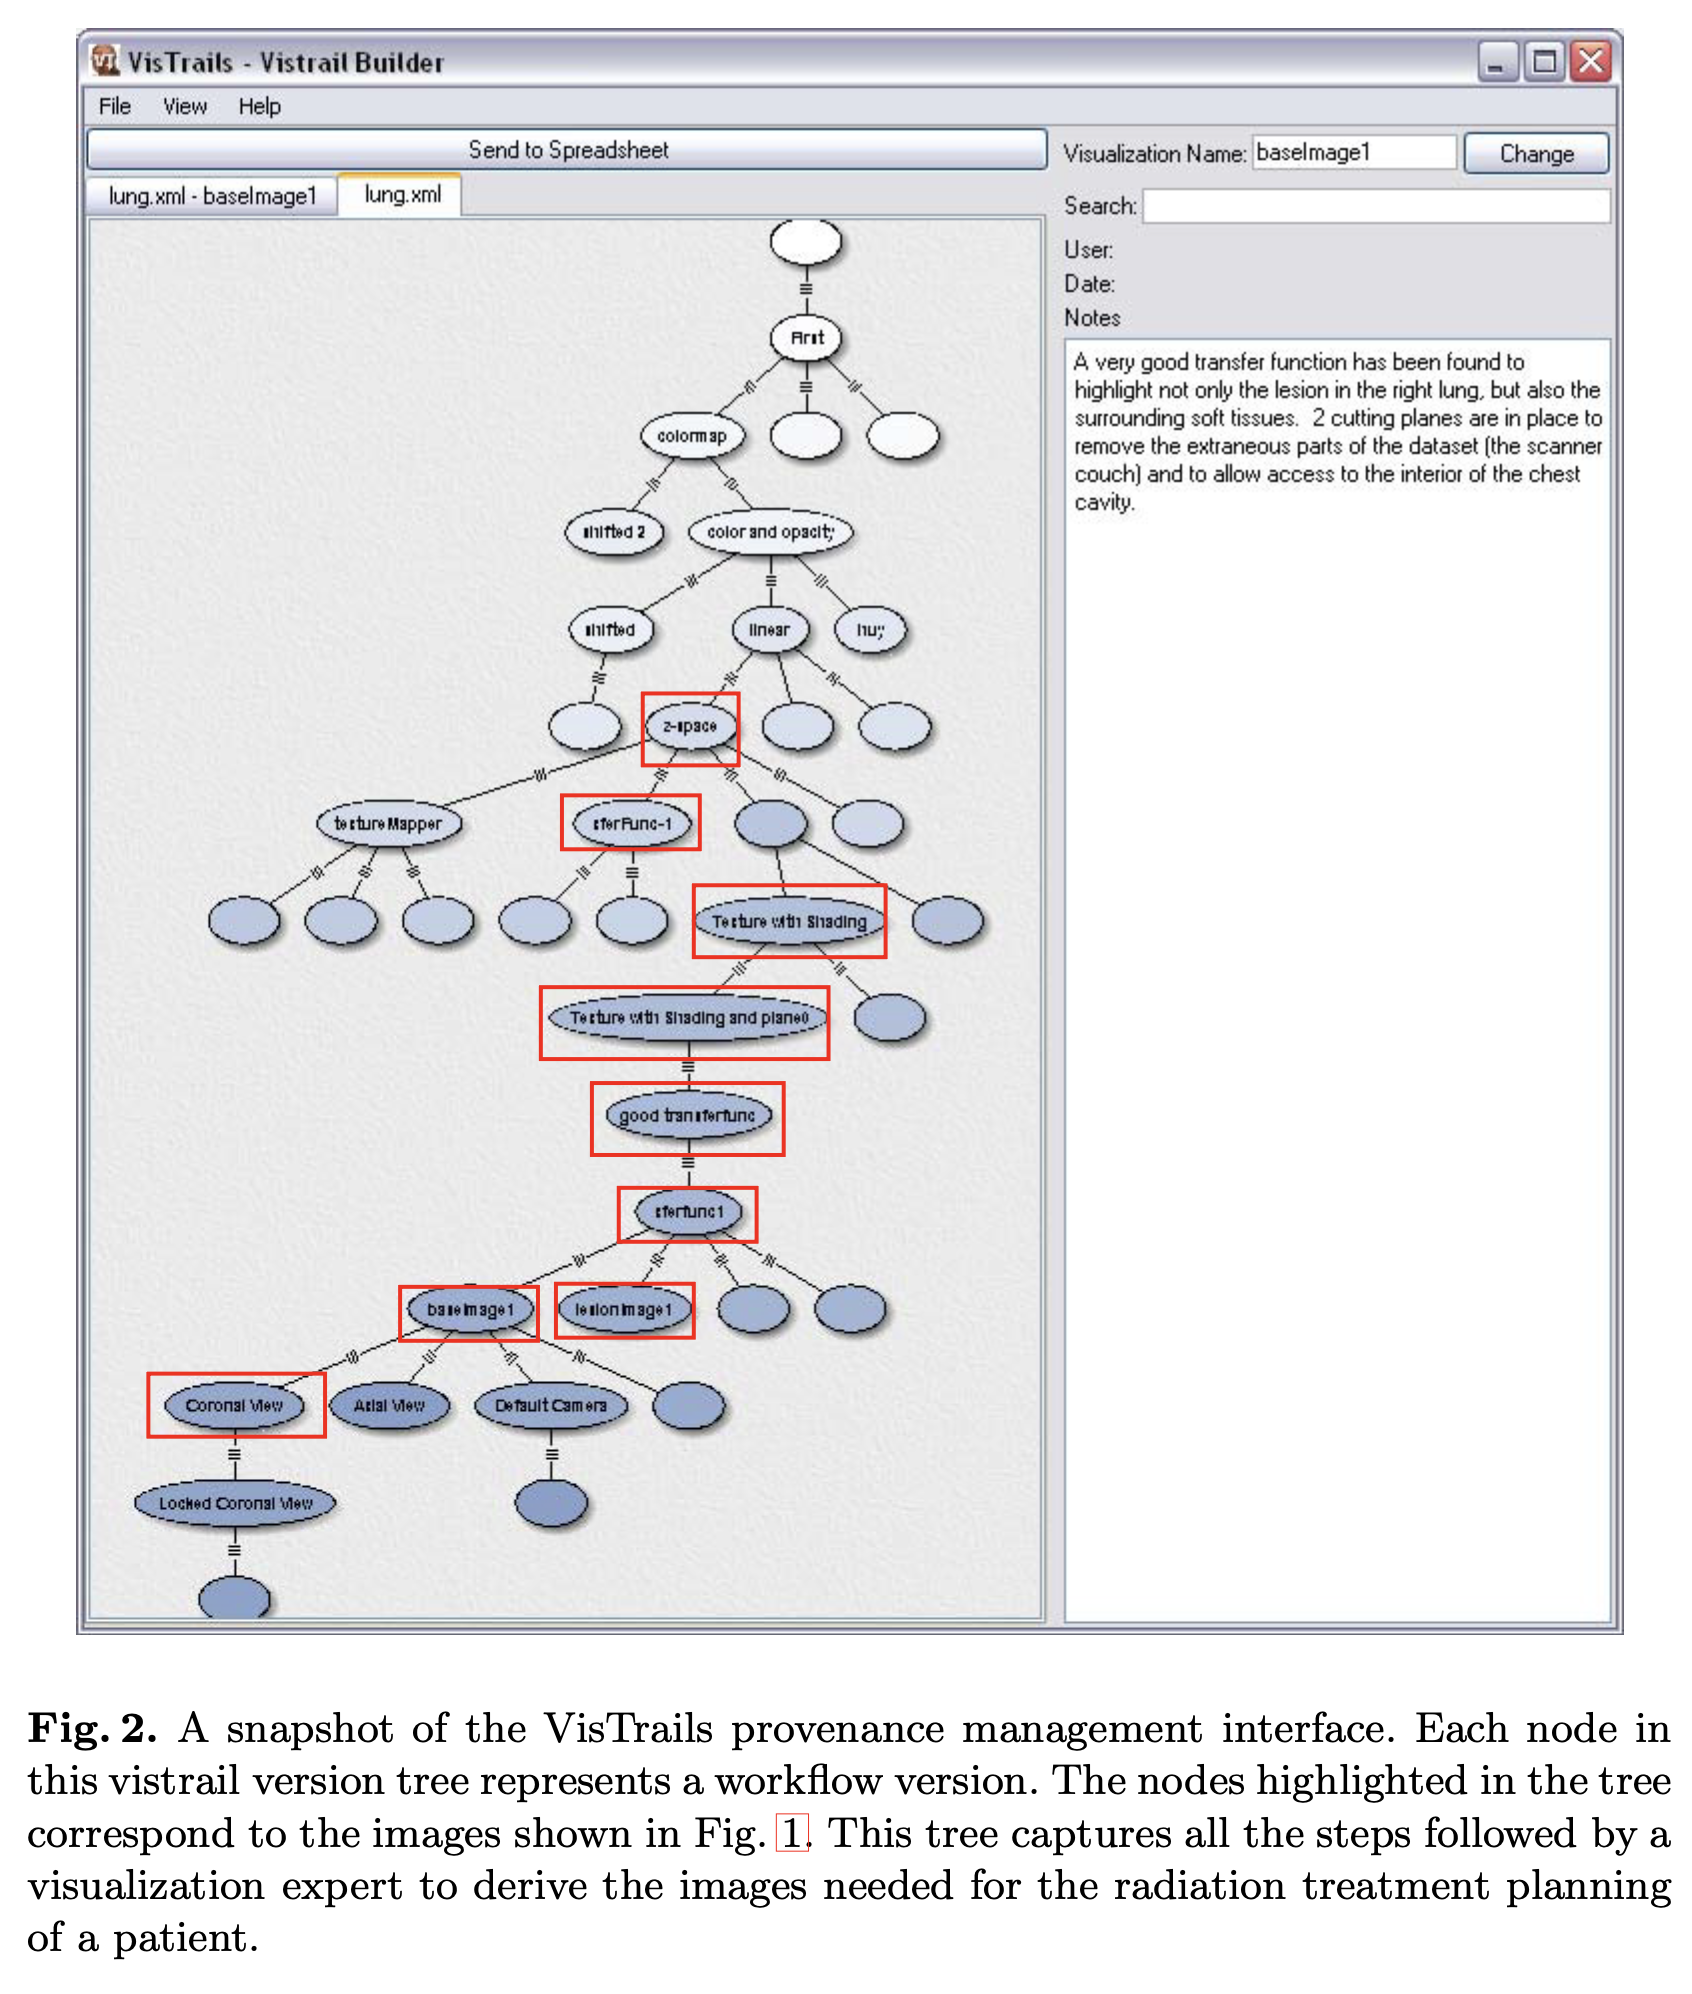 VisTrails - Vistrail Builder
File View Help
Send to Spreadsheet
Visualization Name: baseImage1 Change
lung.xml - baseImage1 lung.xml
Search:
User:
Date:
Notes
A very good transfer function has been found to
highlight not only the lesion in the right lung, but also the
surrounding soft tissues. 2 cutting planes are in place to
remove the extraneous parts of the dataset (the scanner
couch) and to allow access to the interior of the chest
cavity.
First
colormap
shifted 2 color and opacity
shifted linear
z-space
textureMapper xferFunc-1
Texture with Shading
Texture with Shading and plane0
good transferfunc
xferfunc1
baseImage1 lesionImage1
Coronal View Axial View Default Camera
Locked Coronal View
Fig. 2. A snapshot of the VisTrails provenance management interface. Each node in
this vistrail version tree represents a workflow version. The nodes highlighted in the tree
correspond to the images shown in Fig. 1. This tree captures all the steps followed by a
visualization expert to derive the images needed for the radiation treatment planning
of a patient.